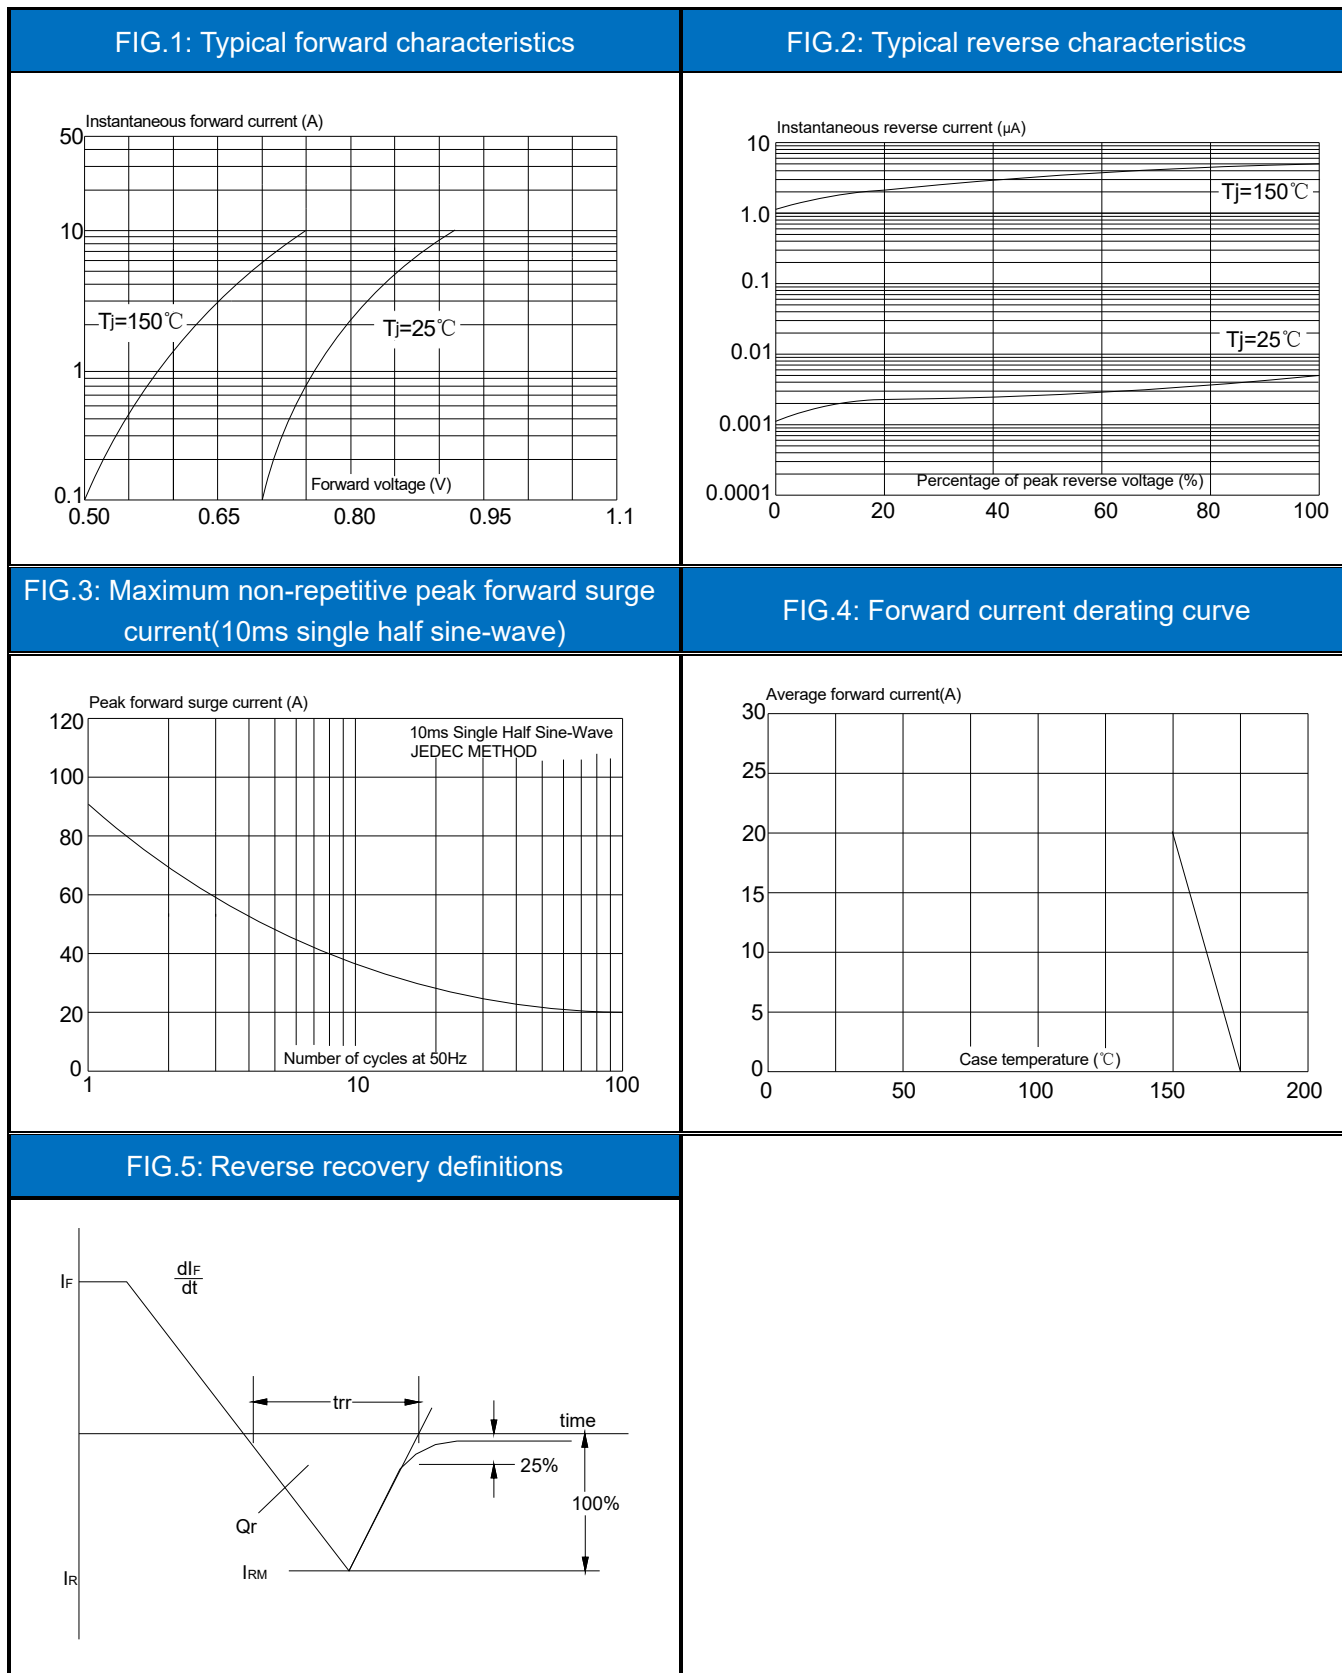 FIG.1: Typical forward characteristics
Instantaneous forward current (A)
50
10
1
0.1
Tj=150℃
Tj=25℃
Forward voltage (V)
0.50 0.65 0.80 0.95 1.1
FIG.2: Typical reverse characteristics
Instantaneous reverse current (μA)
10
1.0
0.1
0.01
0.001
0.0001
Tj=150℃
Tj=25℃
Percentage of peak reverse voltage (%)
0 20 40 60 80 100
FIG.3: Maximum non-repetitive peak forward surge
current(10ms single half sine-wave)
Peak forward surge current (A)
120
100
80
60
40
20
0
10ms Single Half Sine-Wave
JEDEC METHOD
Number of cycles at 50Hz
1 10 100
FIG.4: Forward current derating curve
Average forward current(A)
30
25
20
15
10
5
0
Case temperature (℃)
0 50 100 150 200
FIG.5: Reverse recovery definitions
IF
dIF
dt
trr
time
25%
100%
Qr
IRM
IR